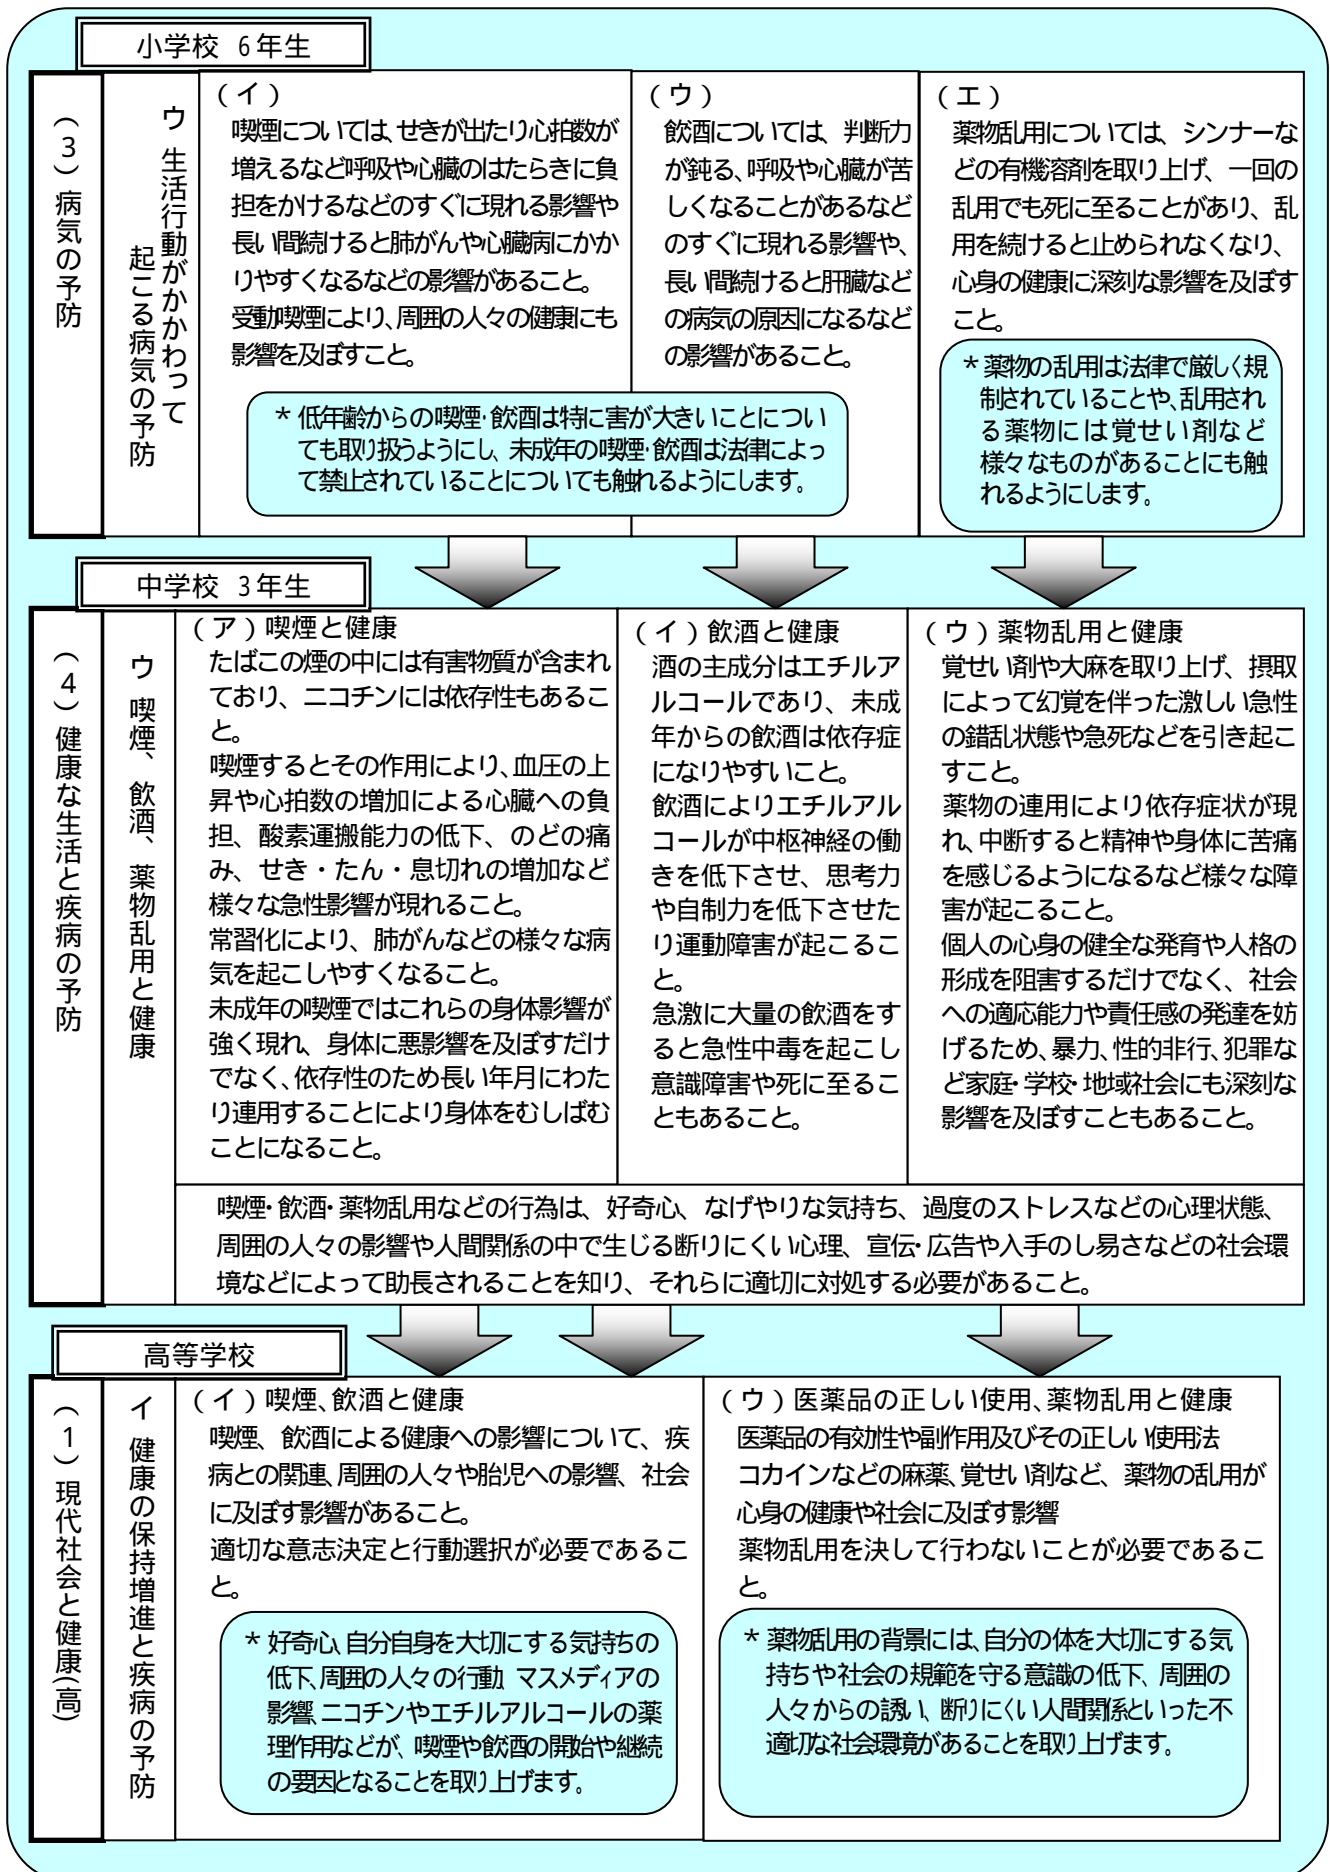 小学校 6年生
(3)病気の予防
ウ 生活行動がかかわって
起こる病気の予防
(イ)
喫煙については、せきが出たり心拍数が
増えるなど呼吸や心臓のはたらきに負
担をかけるなどのすぐに現れる影響や
長い間続けると肺がんや心臓病にかか
りやすくなるなどの影響があること。
受動喫煙により、周囲の人々の健康にも
影響を及ぼすこと。
(ウ)
飲酒については、判断力
が鈍る、呼吸や心臓が苦
しくなることがあるなど
のすぐに現れる影響や、
長い間続けると肝臓など
の病気の原因になるなど
の影響があること。
*低年齢からの喫煙・飲酒は特に害が大きいことについ
ても取り扱うようにし、未成年の喫煙・飲酒は法律によっ
て禁止されていることについても触れるようにします。
(エ)
薬物乱用については、シンナーな
どの有機溶剤を取り上げ、一回の
乱用でも死に至ることがあり、乱
用を続けると止められなくなり、
心身の健康に深刻な影響を及ぼす
こと。
*薬物の乱用は法律で厳しく規
制されていることや、乱用され
る薬物には覚せい剤など
様々なものがあることにも触
れるようにします。
中学校 3年生
(4)健康な生活と疾病の予防
ウ 喫煙、飲酒、薬物乱用と健康
(ア)喫煙と健康
たばこの煙の中には有害物質が含まれ
ており、ニコチンには依存性もあるこ
と。
喫煙するとその作用により、血圧の上
昇や心拍数の増加による心臓への負
担、酸素運搬能力の低下、のどの痛
み、せき・たん・息切れの増加など
様々な急性影響が現れること。
常習化により、肺がんなどの様々な病
気を起こしやすくなること。
未成年の喫煙ではこれらの身体影響が
強く現れ、身体に悪影響を及ぼすだけ
でなく、依存性のため長い年月にわた
り連用することにより身体をむしばむ
ことになること。
(イ)飲酒と健康
酒の主成分はエチルア
ルコールであり、未成
年からの飲酒は依存症
になりやすいこと。
飲酒によりエチルアル
コールが中枢神経の働
きを低下させ、思考力
や自制力を低下させた
り運動障害が起こるこ
と。
急激に大量の飲酒をす
ると急性中毒を起こし
意識障害や死に至るこ
ともあること。
(ウ)薬物乱用と健康
覚せい剤や大麻を取り上げ、摂取
によって幻覚を伴った激しい急性
の錯乱状態や急死などを引き起こ
すこと。
薬物の連用により依存症状が現
れ、中断すると精神や身体に苦痛
を感じるようになるなど様々な障
害が起こること。
個人の心身の健全な発育や人格の
形成を阻害するだけでなく、社会
への適応能力や責任感の発達を妨
げるため、暴力、性的非行、犯罪な
ど家庭・学校・地域社会にも深刻な
影響を及ぼすこともあること。
喫煙・飲酒・薬物乱用などの行為は、好奇心、なげやりな気持ち、過度のストレスなどの心理状態、
周囲の人々の影響や人間関係の中で生じる断りにくい心理、宣伝・広告や入手のし易さなどの社会環
境などによって助長されることを知り、それらに適切に対処する必要があること。
高等学校
(1)現代社会と健康(高)
イ 健康の保持増進と疾病の予防
(イ)喫煙、飲酒と健康
喫煙、飲酒による健康への影響について、疾
病との関連、周囲の人々や胎児への影響、社会
に及ぼす影響があること。
適切な意志決定と行動選択が必要であるこ
と。
*好奇心、自分自身を大切にする気持ちの
低下、周囲の人々の行動、マスメディアの
影響、ニコチンやエチルアルコールの薬
理作用などが、喫煙や飲酒の開始や継続
の要因となることを取り上げます。
(ウ)医薬品の正しい使用、薬物乱用と健康
医薬品の有効性や副作用及びその正しい使用法
コカインなどの麻薬、覚せい剤など、薬物の乱用が
心身の健康や社会に及ぼす影響
薬物乱用を決して行わないことが必要であるこ
と。
*薬物乱用の背景には、自分の体を大切にする気
持ちや社会の規範を守る意識の低下、周囲の
人々からの誘い、断りにくい人間関係といった不
適切な社会環境があることを取り上げます。